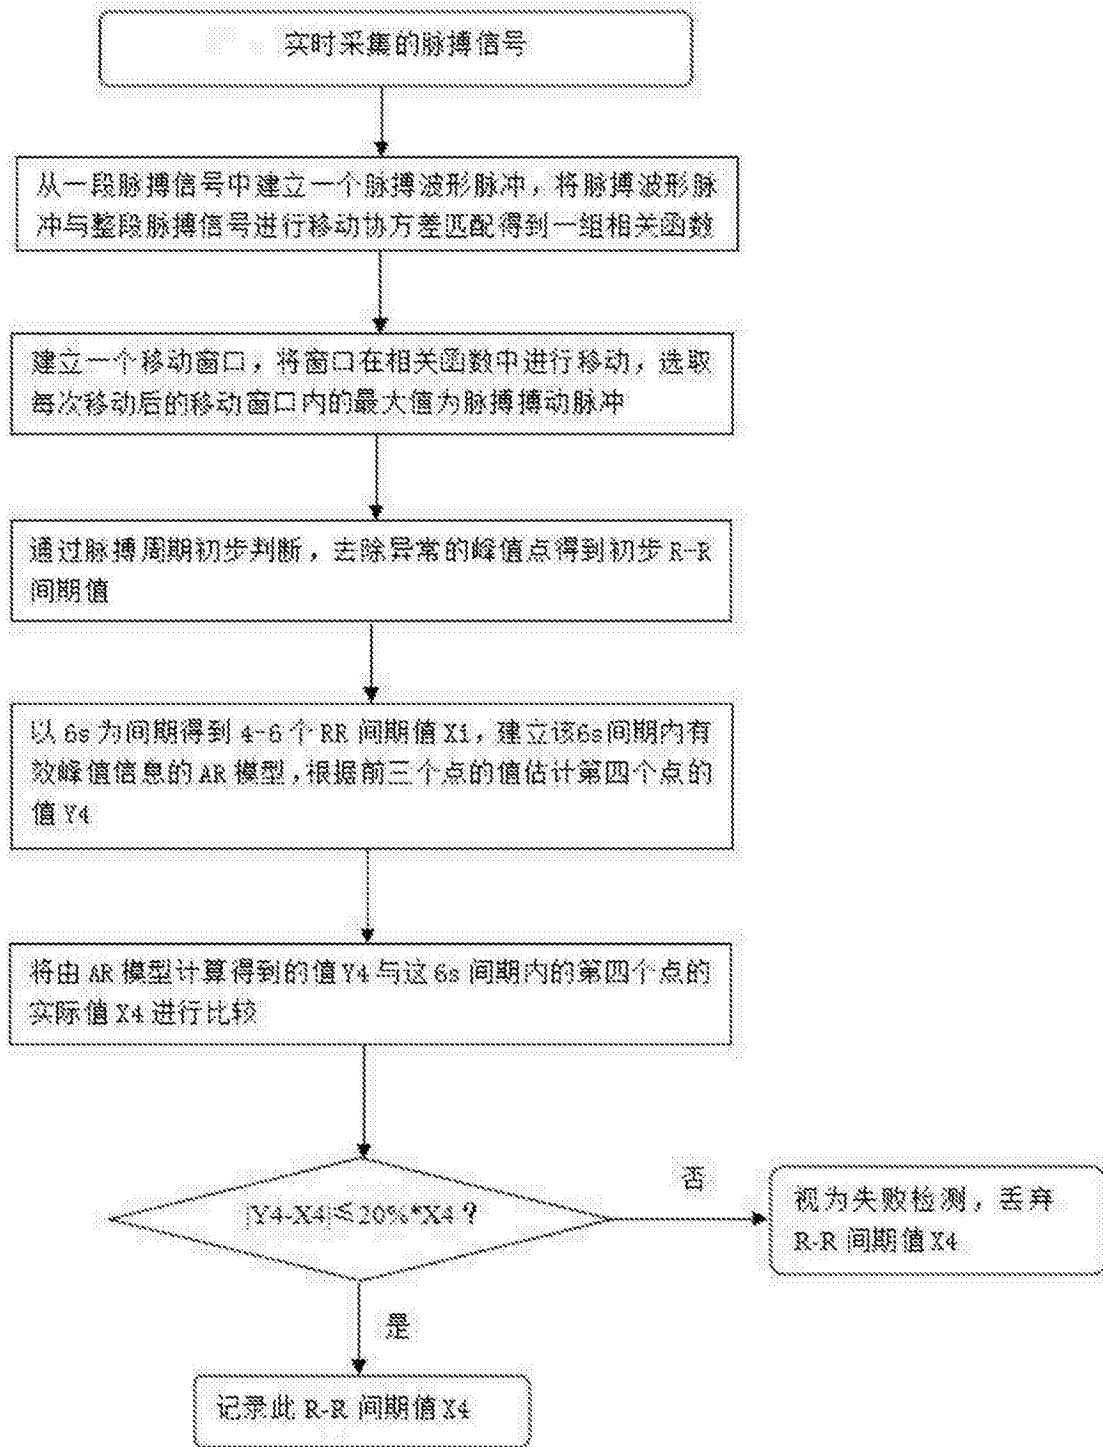 实时采集的脉搏信号
从一段脉搏信号中建立一个脉搏波形脉冲，将脉搏波形脉
冲与整段脉搏信号进行移动协方差匹配得到一组相关函数
建立一个移动窗口，将窗口在相关函数中进行移动，选取
每次移动后的移动窗口内的最大值为脉搏搏动脉冲
通过脉搏周期初步判断，去除异常的峰值点得到初步 R-R
间期值
以 6s 为间期得到 4-6 个 RR 间期值 X1，建立该6s间期内有
效峰值信息的 AR 模型，根据前三个点的值估计第四个点的
值 Y4
将由 AR 模型计算得到的值 Y4 与这 6s 间期内的第四个点的
实际值 X4 进行比较
|Y4-X4|≤20%*X4？
否
视为失败检测，丢弃
R-R 间期值 X4
是
记录此 R-R 间期值 X4